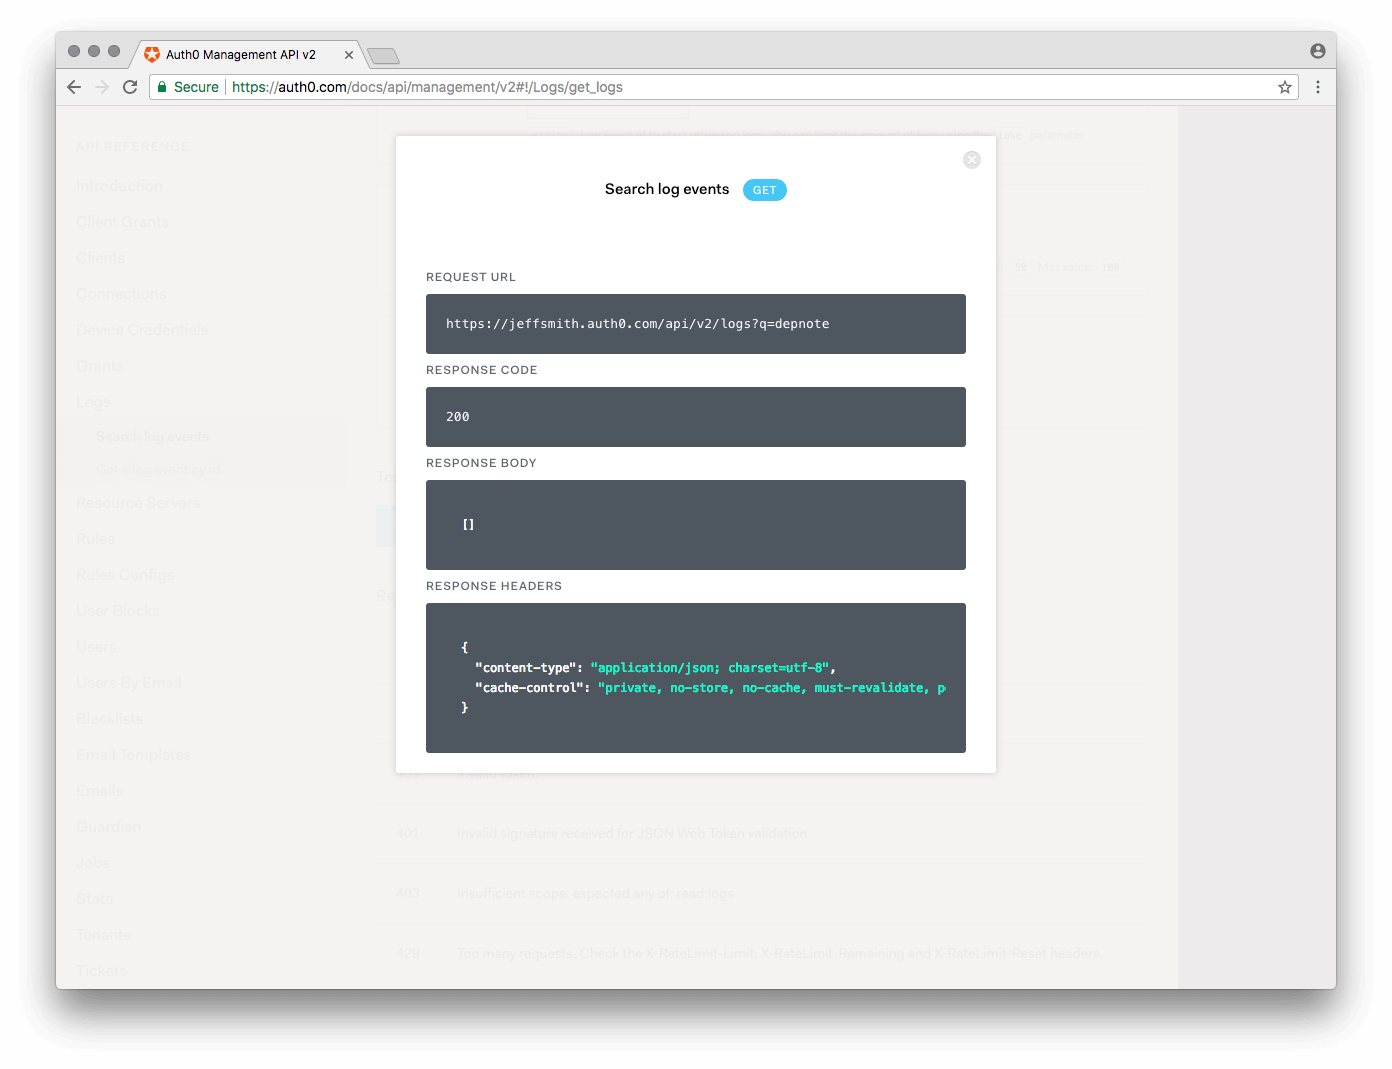 Auth0 Management API v2
Secure https://auth0.com/docs/api/management/v2#!/Logs/get_logs
API REFERENCE
Introduction
Client Grants
Clients
Connections
Device Credentials
Grants
Logs
Search log events
Get a log event by id
Resource Servers
Rules
Rules Configs
User Blocks
Users
Users By Email
Blacklists
Email Templates
Emails
Guardian
Jobs
Stats
Tenants
Tickets
Search log events GET
REQUEST URL
https://jeffsmith.auth0.com/api/v2/logs?q=depnote
RESPONSE CODE
200
RESPONSE BODY
[]
RESPONSE HEADERS
{
"content-type": "application/json; charset=utf-8",
"cache-control": "private, no-store, no-cache, must-revalidate, p
}
50 Max value: 100
401 Invalid signature received for JSON Web Token validation
403 Insufficient scope, expected any of: read:logs
429 Too many requests. Check the X-RateLimit-Limit, X-RateLimit-Remaining and X-RateLimit-Reset headers.